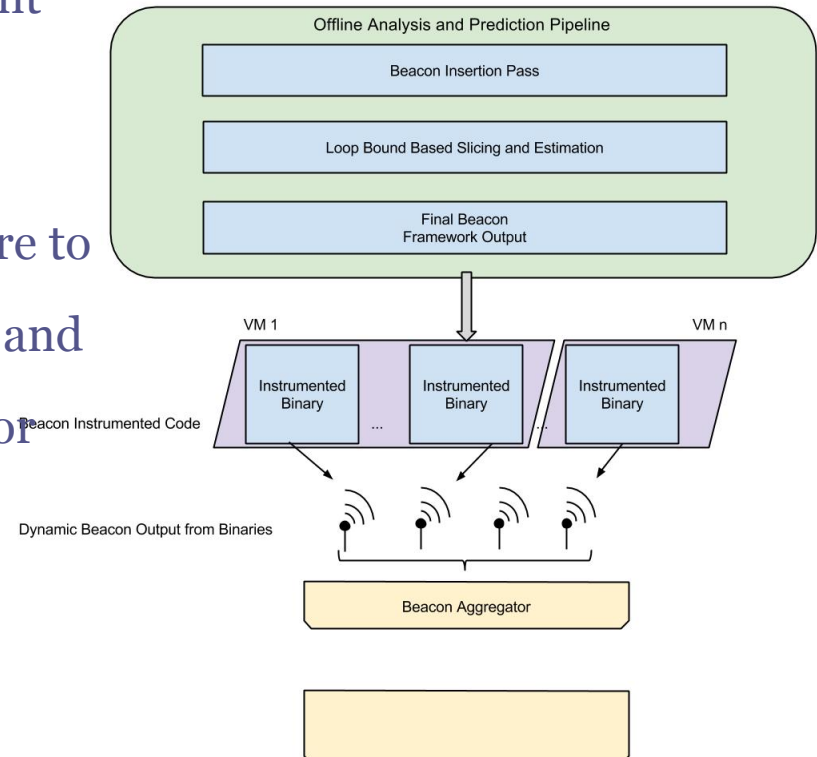 nt
Offline Analysis and Prediction Pipeline
Beacon Insertion Pass
Loop Bound Based Slicing and Estimation
Final Beacon
Framework Output
re to
and
or
VM 1
VM n
Instrumented
Binary
Instrumented
Binary
Instrumented
Binary
...
...
Beacon Instrumented Code
Dynamic Beacon Output from Binaries
Beacon Aggregator